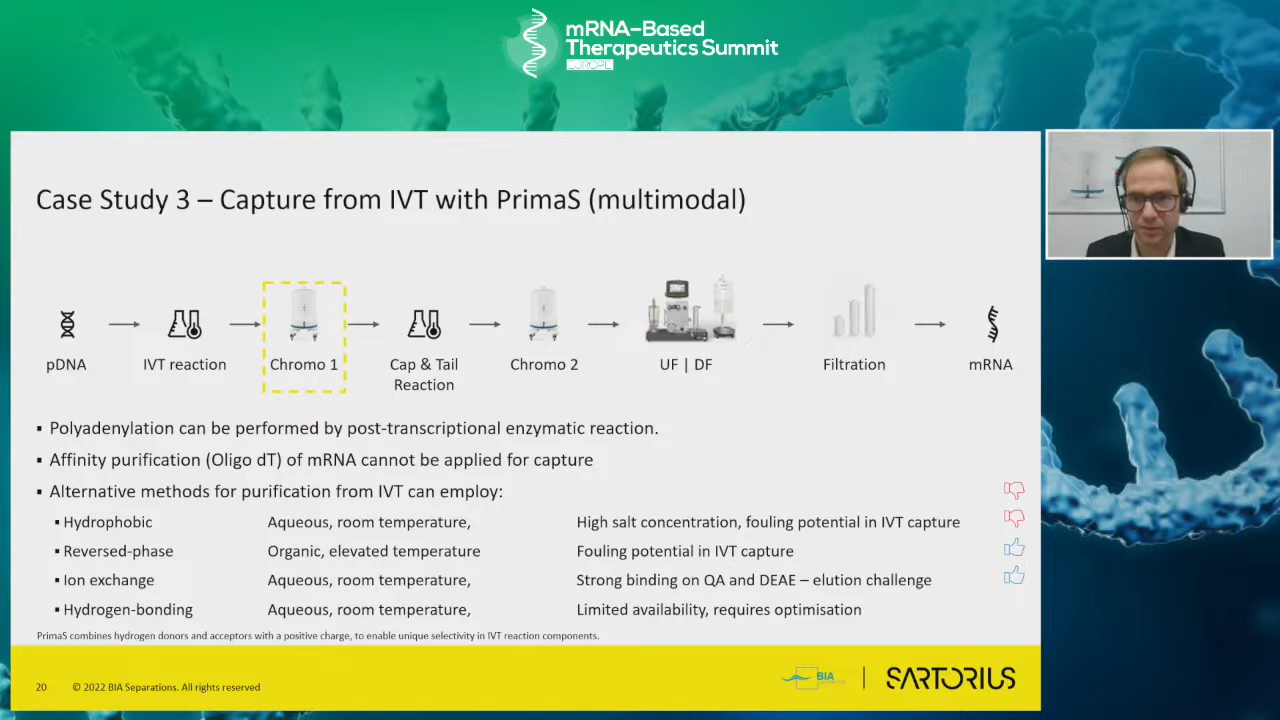 mRNA-Based
Therapeutics Summit
EUROPE
Case Study 3 – Capture from IVT with PrimaS (multimodal)
pDNA
IVT reaction
Chromo 1
Cap & Tail
Reaction
Chromo 2
UF | DF
Filtration
mRNA
▪ Polyadenylation can be performed by post-transcriptional enzymatic reaction.
▪ Affinity purification (Oligo dT) of mRNA cannot be applied for capture
▪ Alternative methods for purification from IVT can employ:
▪ Hydrophobic Aqueous, room temperature, High salt concentration, fouling potential in IVT capture
▪ Reversed-phase Organic, elevated temperature Fouling potential in IVT capture
▪ Ion exchange Aqueous, room temperature, Strong binding on QA and DEAE – elution challenge
▪ Hydrogen-bonding Aqueous, room temperature, Limited availability, requires optimisation
PrimaS combines hydrogen donors and acceptors with a positive charge, to enable unique selectivity in IVT reaction components.
20 © 2022 BIA Separations. All rights reserved
BIA
SARTORIUS